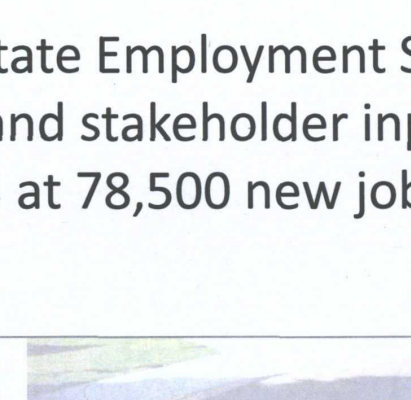 tate Employment S
and stakeholder inp
at 78,500 new job